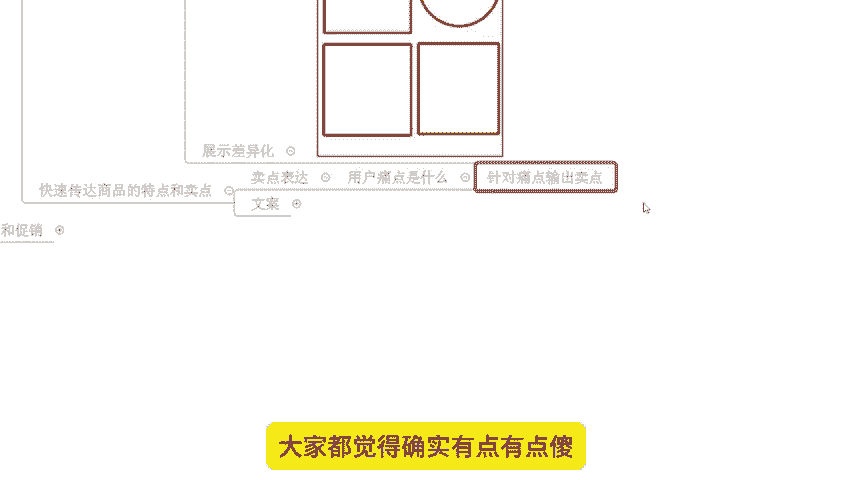 展示差异化
卖点表达 用户痛点是什么 针对痛点输出卖点
快速传达商品的特点和卖点
文案
和促销
大家都觉得确实有点有点傻